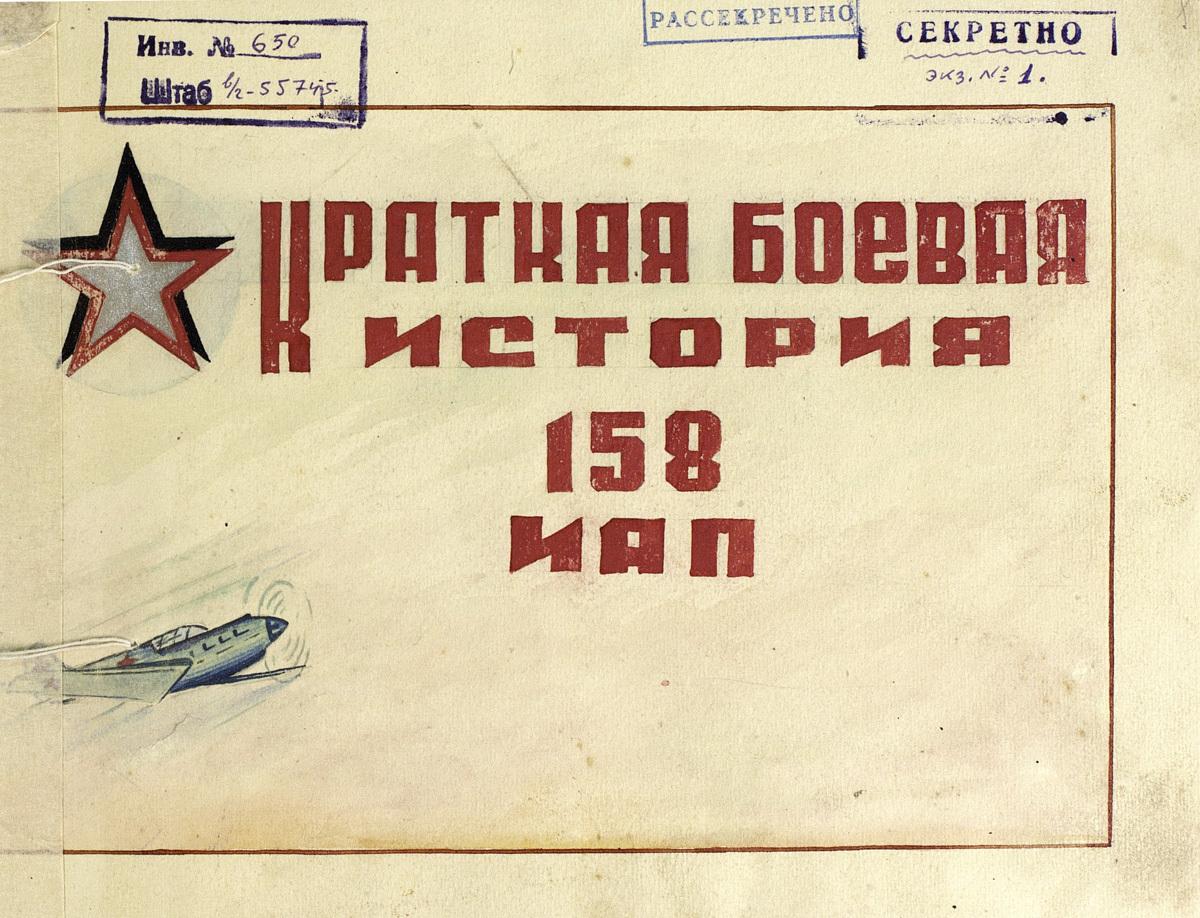 Инв. № 650
Штаб в/ч-55745.
РАССЕКРЕЧЕНО
СЕКРЕТНО
экз. № 1.
КРАТКАЯ БОЕВАЯ
ИСТОРИЯ
158
ИАП